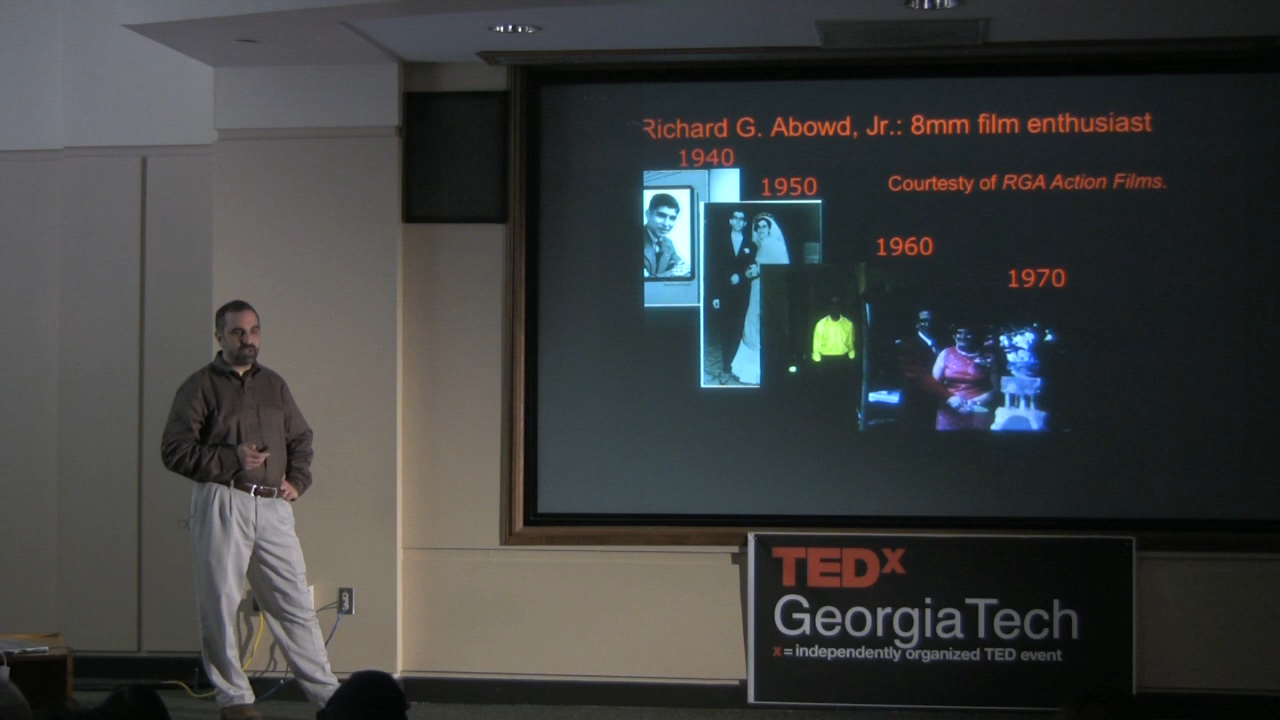 Richard G. Abowd, Jr.: 8mm film enthusiast
1940
1950
Courtesty of RGA Action Films.
1960
1970
TEDx
GeorgiaTech
x = independently organized TED event